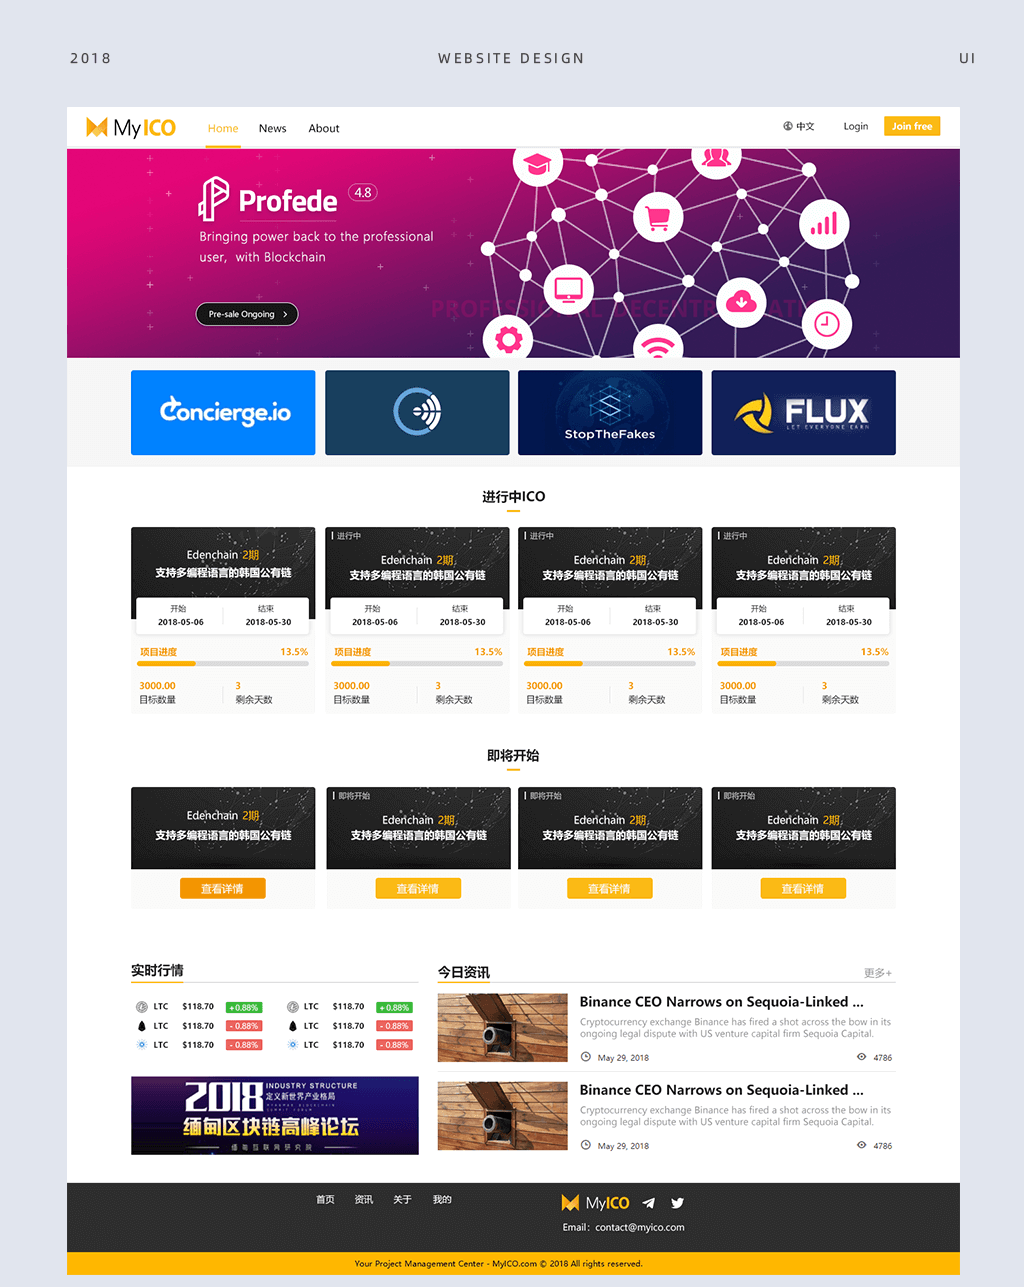 2018
WEBSITE DESIGN
UI
MyICO
Home
News
About
中文
Login
Join free
Profede 4.8
Bringing power back to the professional
user, with Blockchain
Pre-sale Ongoing
Concierge.io
StopTheFakes
FLUX
LET EVERYONE EARN
进行中ICO
Edenchain 2期
支持多编程语言的韩国公有链
开始 结束
2018-05-06 2018-05-30
项目进度 13.5%
3000.00 3
目标数量 剩余天数
进行中
Edenchain 2期
支持多编程语言的韩国公有链
开始 结束
2018-05-06 2018-05-30
项目进度 13.5%
3000.00 3
目标数量 剩余天数
进行中
Edenchain 2期
支持多编程语言的韩国公有链
开始 结束
2018-05-06 2018-05-30
项目进度 13.5%
3000.00 3
目标数量 剩余天数
进行中
Edenchain 2期
支持多编程语言的韩国公有链
开始 结束
2018-05-06 2018-05-30
项目进度 13.5%
3000.00 3
目标数量 剩余天数
即将开始
Edenchain 2期
支持多编程语言的韩国公有链
查看详情
即将开始
Edenchain 2期
支持多编程语言的韩国公有链
查看详情
即将开始
Edenchain 2期
支持多编程语言的韩国公有链
查看详情
即将开始
Edenchain 2期
支持多编程语言的韩国公有链
查看详情
实时行情
LTC $118.70 +0.88% LTC $118.70 +0.88%
LTC $118.70 -0.88% LTC $118.70 -0.88%
LTC $118.70 -0.88% LTC $118.70 -0.88%
2018 INDUSTRY STRUCTURE
定义新世界产业格局
缅甸区块链高峰论坛
今日资讯 更多+
Binance CEO Narrows on Sequoia-Linked ...
Cryptocurrency exchange Binance has fired a shot across the bow in its
ongoing legal dispute with US venture capital firm Sequoia Capital.
May 29, 2018 4786
Binance CEO Narrows on Sequoia-Linked ...
Cryptocurrency exchange Binance has fired a shot across the bow in its
ongoing legal dispute with US venture capital firm Sequoia Capital.
May 29, 2018 4786
首页 资讯 关于 我的
MyICO
Email：contact@myico.com
Your Project Management Center - MyICO.com © 2018 All rights reserved.